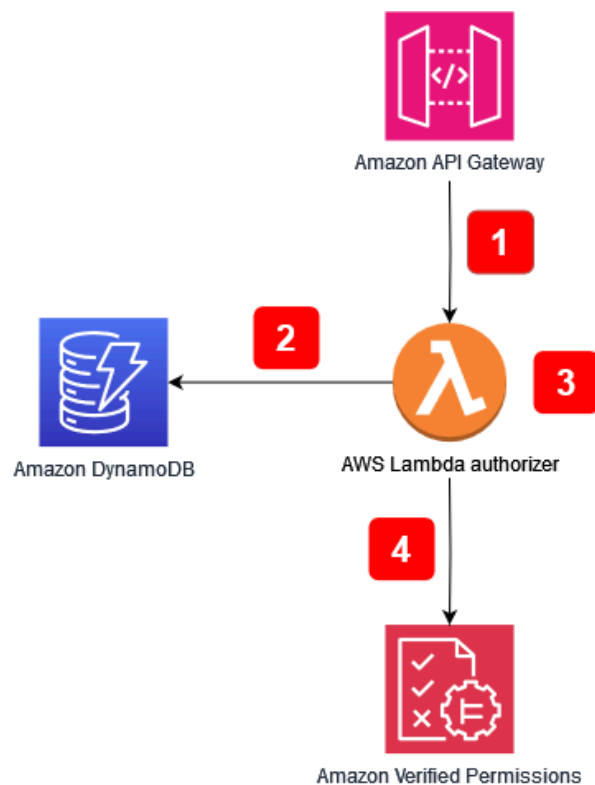 </>
Amazon API Gateway
1
2
3
Amazon DynamoDB
AWS Lambda authorizer
4
Amazon Verified Permissions